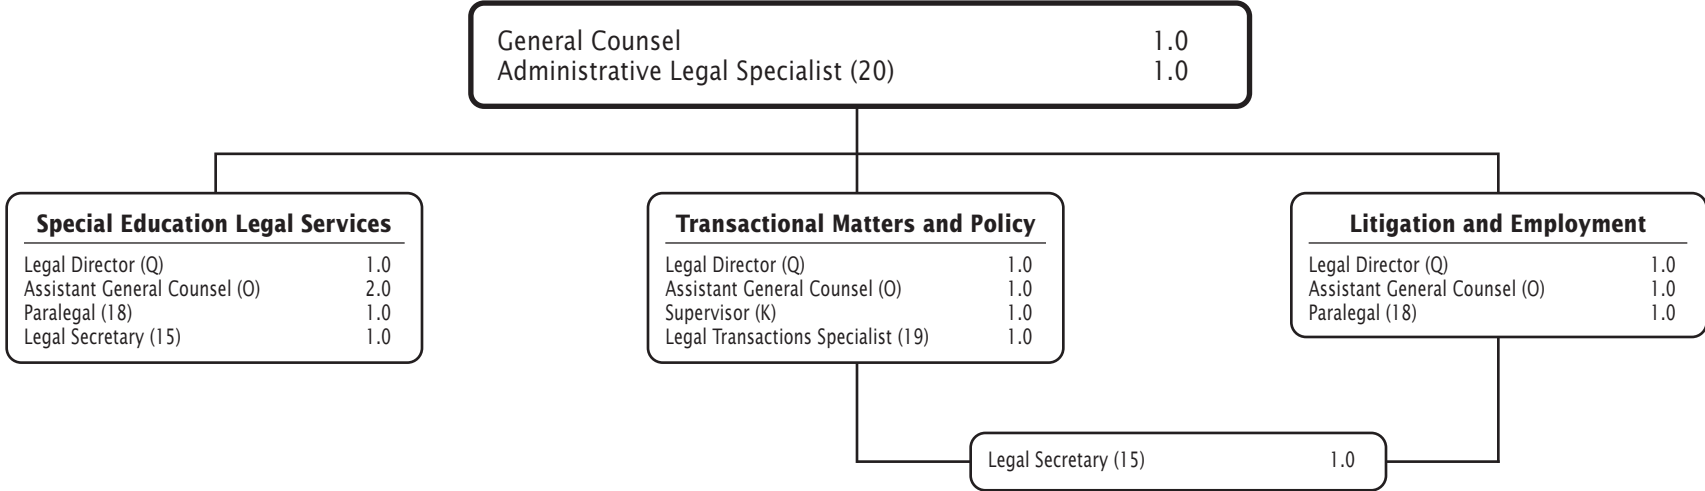 General Counsel 1.0
Administrative Legal Specialist (20) 1.0
Special Education Legal Services
Legal Director (Q) 1.0
Assistant General Counsel (O) 2.0
Paralegal (18) 1.0
Legal Secretary (15) 1.0
Transactional Matters and Policy
Legal Director (Q) 1.0
Assistant General Counsel (O) 1.0
Supervisor (K) 1.0
Legal Transactions Specialist (19) 1.0
Litigation and Employment
Legal Director (Q) 1.0
Assistant General Counsel (O) 1.0
Paralegal (18) 1.0
Legal Secretary (15) 1.0